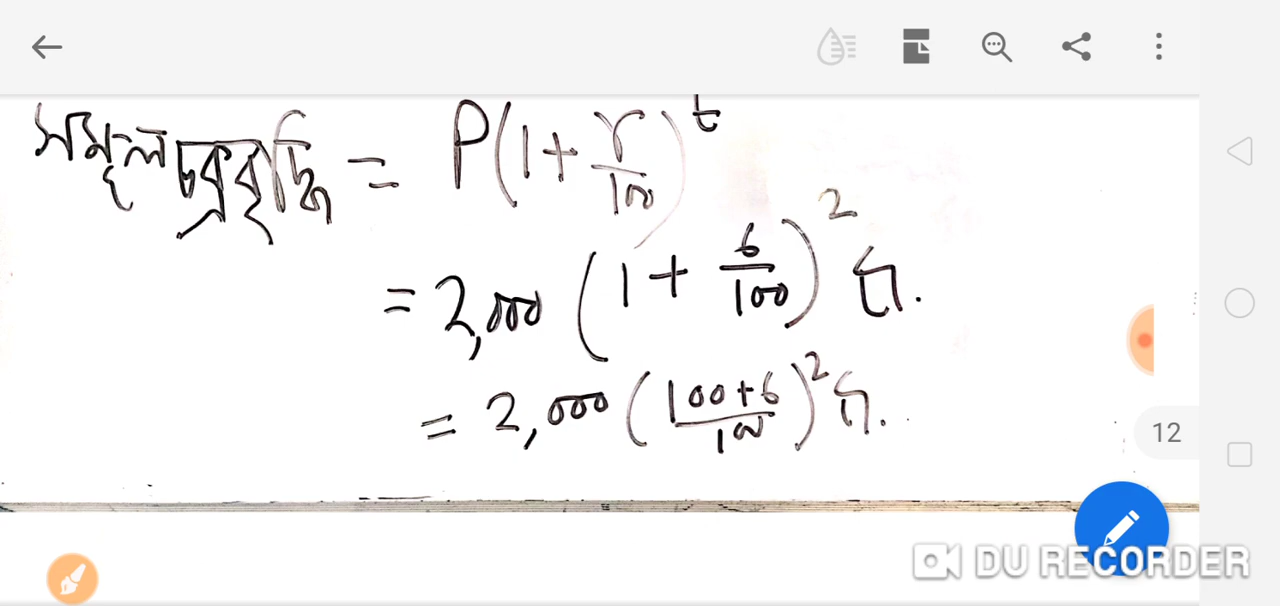 সমূল চক্রবৃদ্ধি = P(1+r/100)^t
= 2,000 (1 + 6/100)^2 টা.
= 2,000 (100+6/100)^2 টা.
12
DU RECORDER